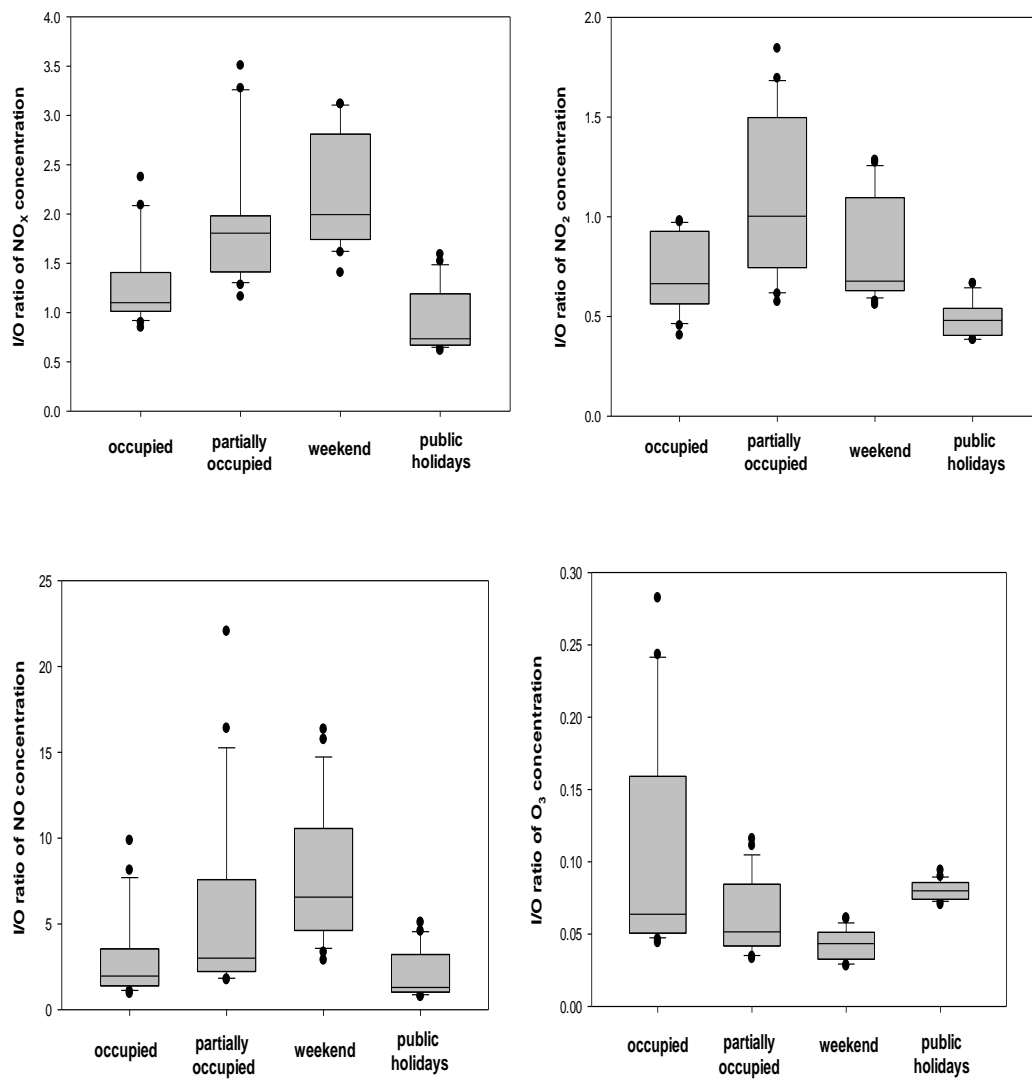 I/O ratio of NOX concentration
4.0
3.5
3.0
2.5
2.0
1.5
1.0
0.5
0.0
occupied
partially
occupied
weekend
public
holidays
I/O ratio of NO2 concentration
2.0
1.5
1.0
0.5
0.0
occupied
partially
occupied
weekend
public
holidays
I/O ratio of NO concentration
25
20
15
10
5
0
occupied
partially
occupied
weekend
public
holidays
I/O ratio of O3 concentration
0.30
0.25
0.20
0.15
0.10
0.05
0.00
occupied
partially
occupied
weekend
public
holidays